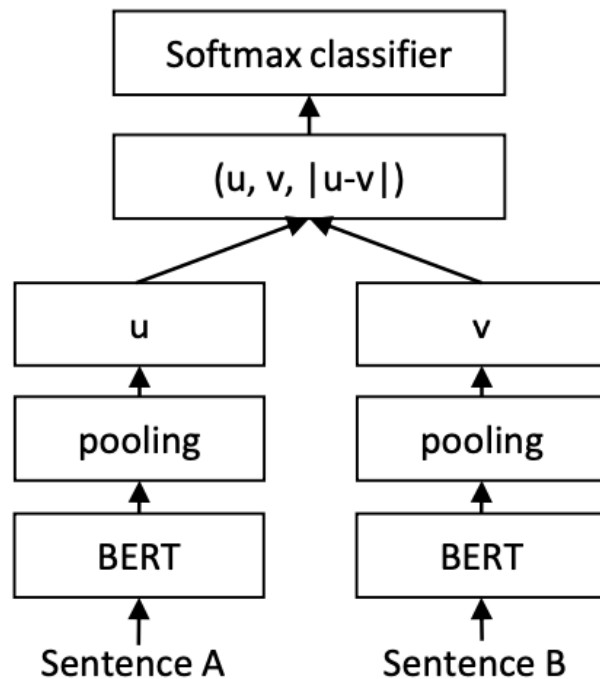 Softmax classifier
(u, v, |u-v|)
u
v
pooling
pooling
BERT
BERT
Sentence A
Sentence B